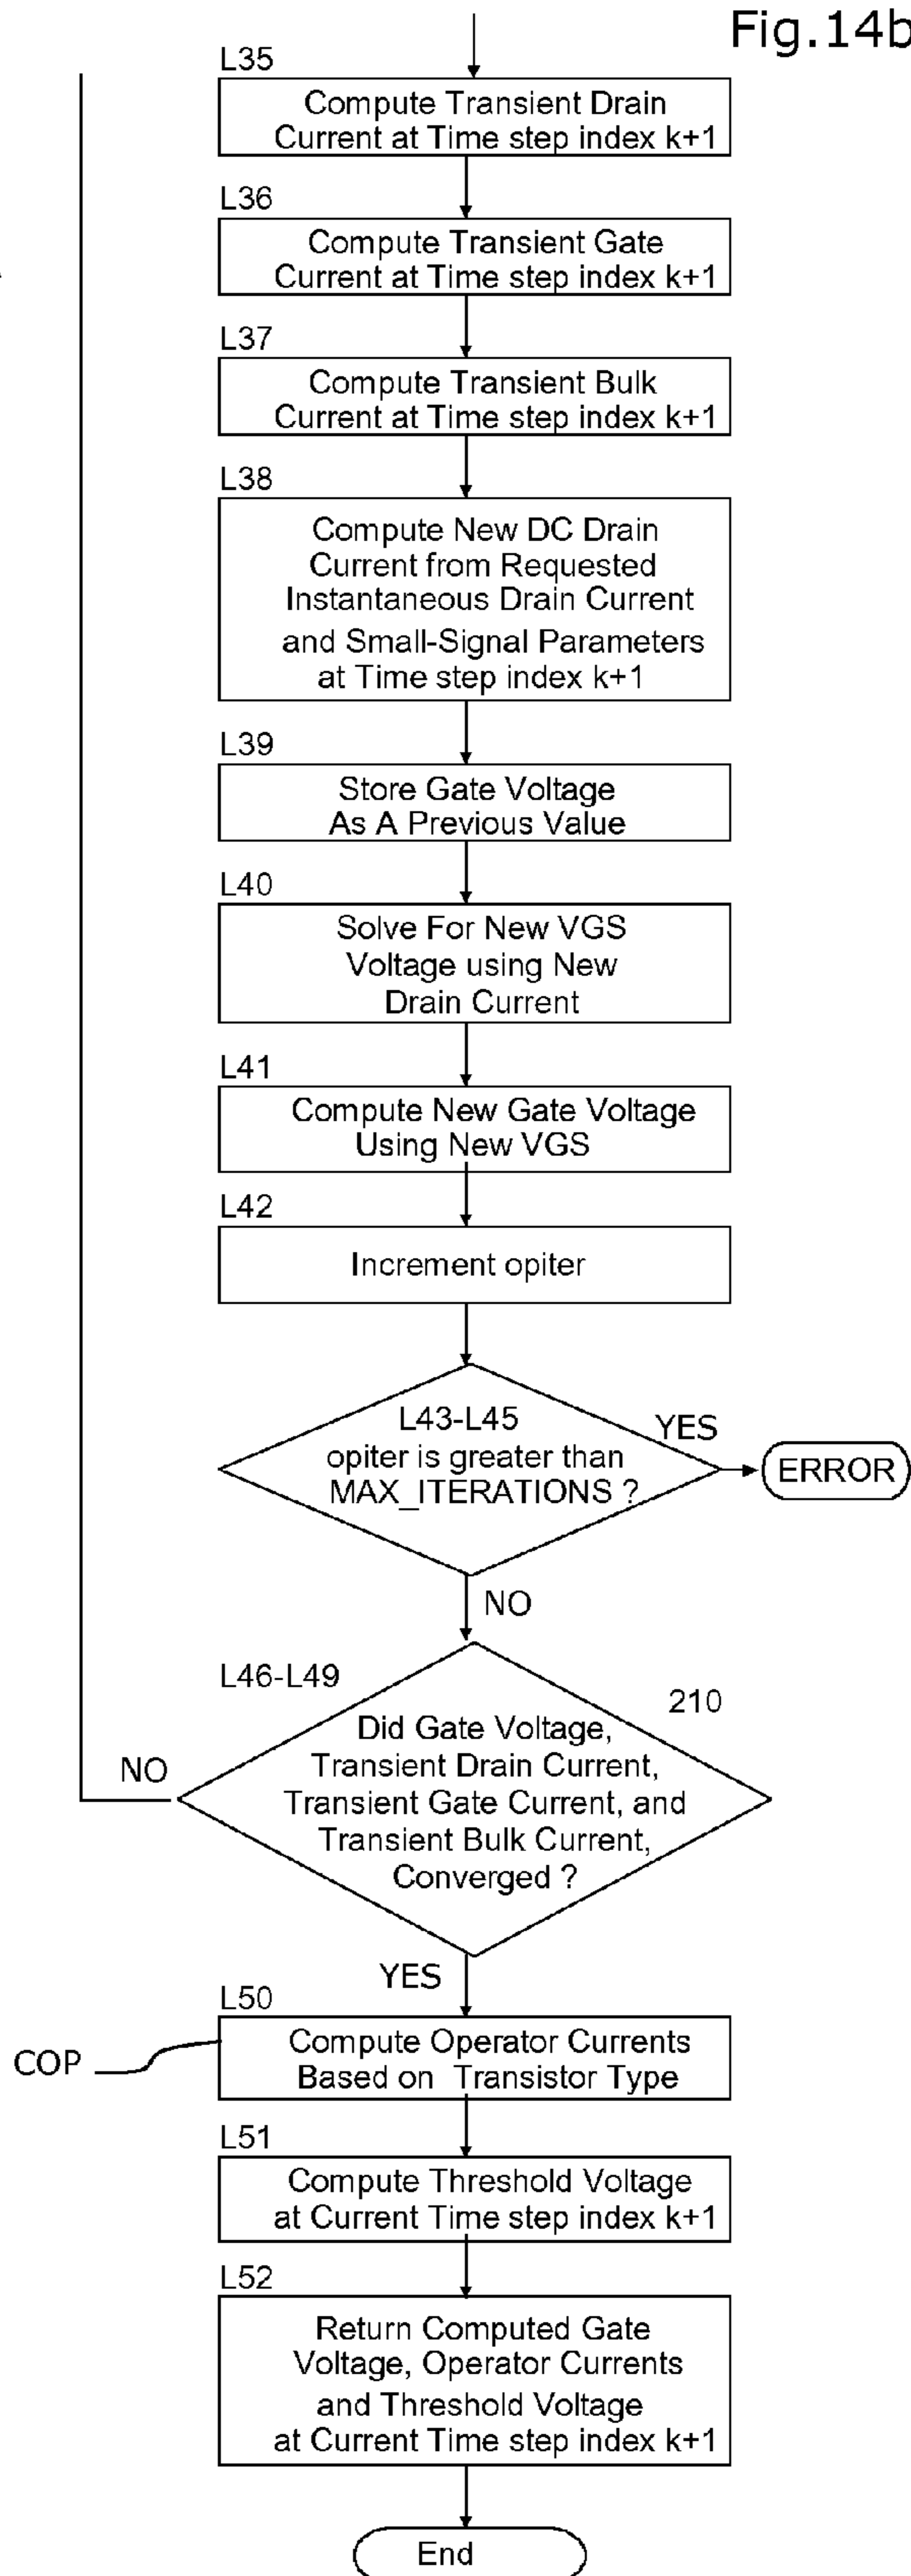 Fig.14b
L35
Compute Transient Drain
Current at Time step index k+1
L36
Compute Transient Gate
Current at Time step index k+1
L37
Compute Transient Bulk
Current at Time step index k+1
L38
Compute New DC Drain
Current from Requested
Instantaneous Drain Current
and Small-Signal Parameters
at Time step index k+1
L39
Store Gate Voltage
As A Previous Value
L40
Solve For New VGS
Voltage using New
Drain Current
L41
Compute New Gate Voltage
Using New VGS
L42
Increment opiter
L43-L45
opiter is greater than
MAX_ITERATIONS ?
YES
ERROR
NO
L46-L49
210
Did Gate Voltage,
Transient Drain Current,
Transient Gate Current, and
Transient Bulk Current,
Converged ?
NO
YES
L50
COP
Compute Operator Currents
Based on Transistor Type
L51
Compute Threshold Voltage
at Current Time step index k+1
L52
Return Computed Gate
Voltage, Operator Currents
and Threshold Voltage
at Current Time step index k+1
End